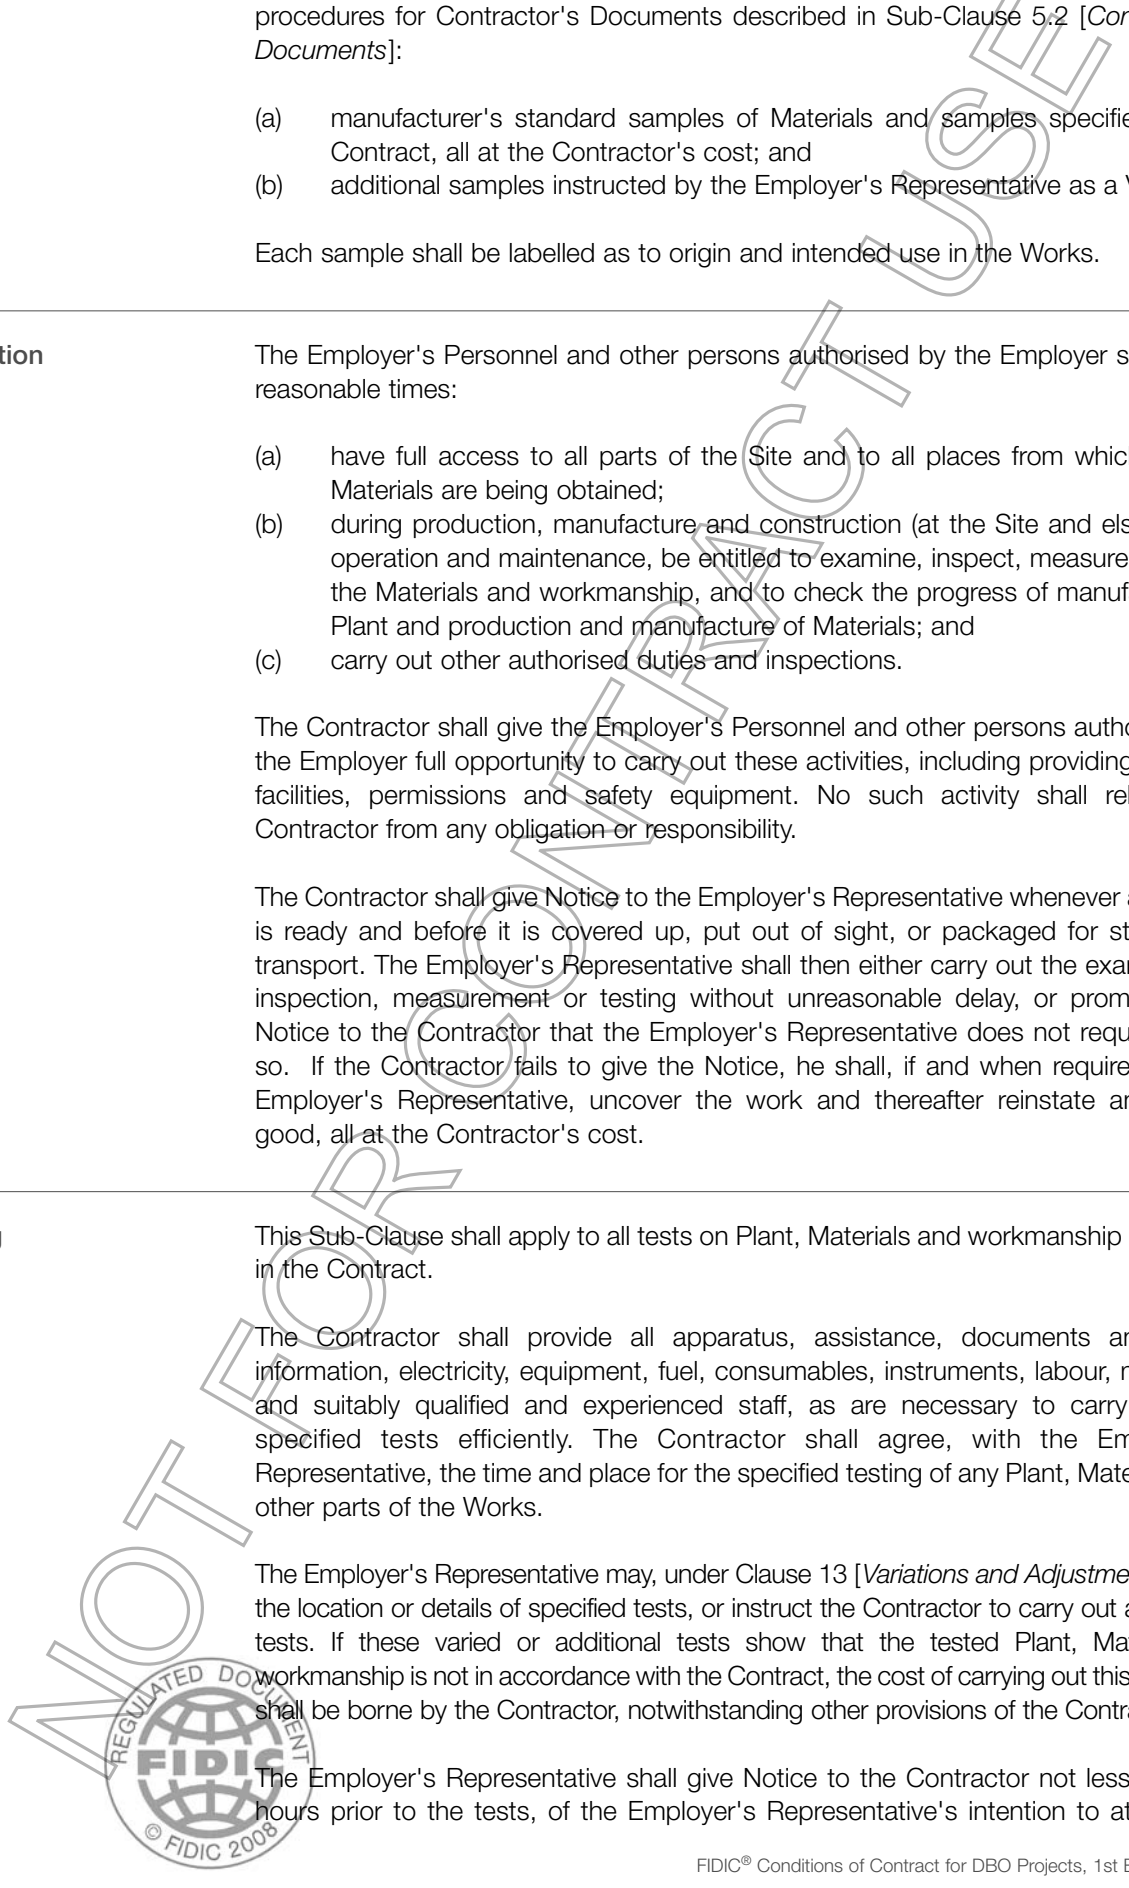 procedures for Contractor's Documents described in Sub-Clause 5.2 [
Documents]:
(a) manufacturer's standard samples of Materials and samples
Contract, all at the Contractor's cost; and
(b) additional samples instructed by the Employer's Representative as a
Each sample shall be labelled as to origin and intended use in the Works.
The Employer's Personnel and other persons authorised by the Employer
reasonable times:
(a) have full access to all parts of the Site and to all places from
Materials are being obtained;
(b) during production, manufacture and construction (at the Site and
operation and maintenance, be entitled to examine, inspect, measure
the Materials and workmanship, and to check the progress of
Plant and production and manufacture of Materials; and
(c) carry out other authorised duties and inspections.
The Contractor shall give the Employer's Personnel and other persons
the Employer full opportunity to carry out these activities, including providing
facilities, permissions and safety equipment. No such activity shall
Contractor from any obligation or responsibility.
The Contractor shall give Notice to the Employer's Representative whenever
is ready and before it is covered up, put out of sight, or packaged for
transport. The Employer's Representative shall then either carry out the
inspection, measurement or testing without unreasonable delay, or
Notice to the Contractor that the Employer's Representative does not
so. If the Contractor fails to give the Notice, he shall, if and when
Employer's Representative, uncover the work and thereafter reinstate
good, all at the Contractor's cost.
This Sub-Clause shall apply to all tests on Plant, Materials and workmanship
in the Contract.
The Contractor shall provide all apparatus, assistance, documents
information, electricity, equipment, fuel, consumables, instruments, labour,
and suitably qualified and experienced staff, as are necessary to carry
specified tests efficiently. The Contractor shall agree, with the
Representative, the time and place for the specified testing of any Plant,
other parts of the Works.
The Employer's Representative may, under Clause 13 [Variations and
the location or details of specified tests, or instruct the Contractor to carry out
tests. If these varied or additional tests show that the tested Plant,
workmanship is not in accordance with the Contract, the cost of carrying out this
shall be borne by the Contractor, notwithstanding other provisions of the
The Employer's Representative shall give Notice to the Contractor not less
hours prior to the tests, of the Employer's Representative's intention to
FIDIC® Conditions of Contract for DBO Projects, 1st
NOT FOR CONTRACT USE
REGULATED DOCUMENT
FIDIC
© FIDIC 2008